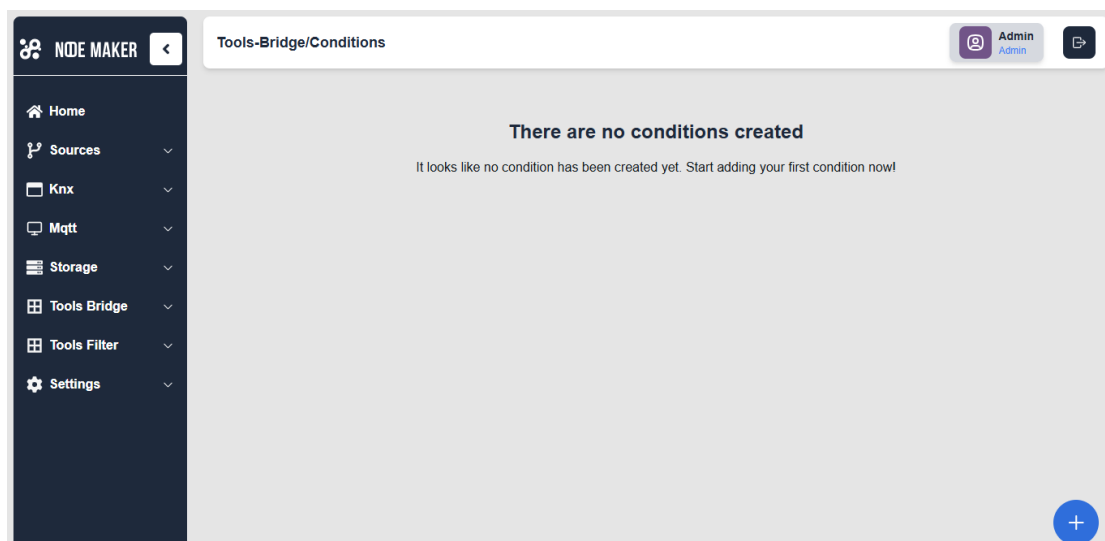 NODE MAKER
Tools-Bridge/Conditions
Admin
Admin
Home
Sources
Knx
Mqtt
Storage
Tools Bridge
Tools Filter
Settings
There are no conditions created
It looks like no condition has been created yet. Start adding your first condition now!